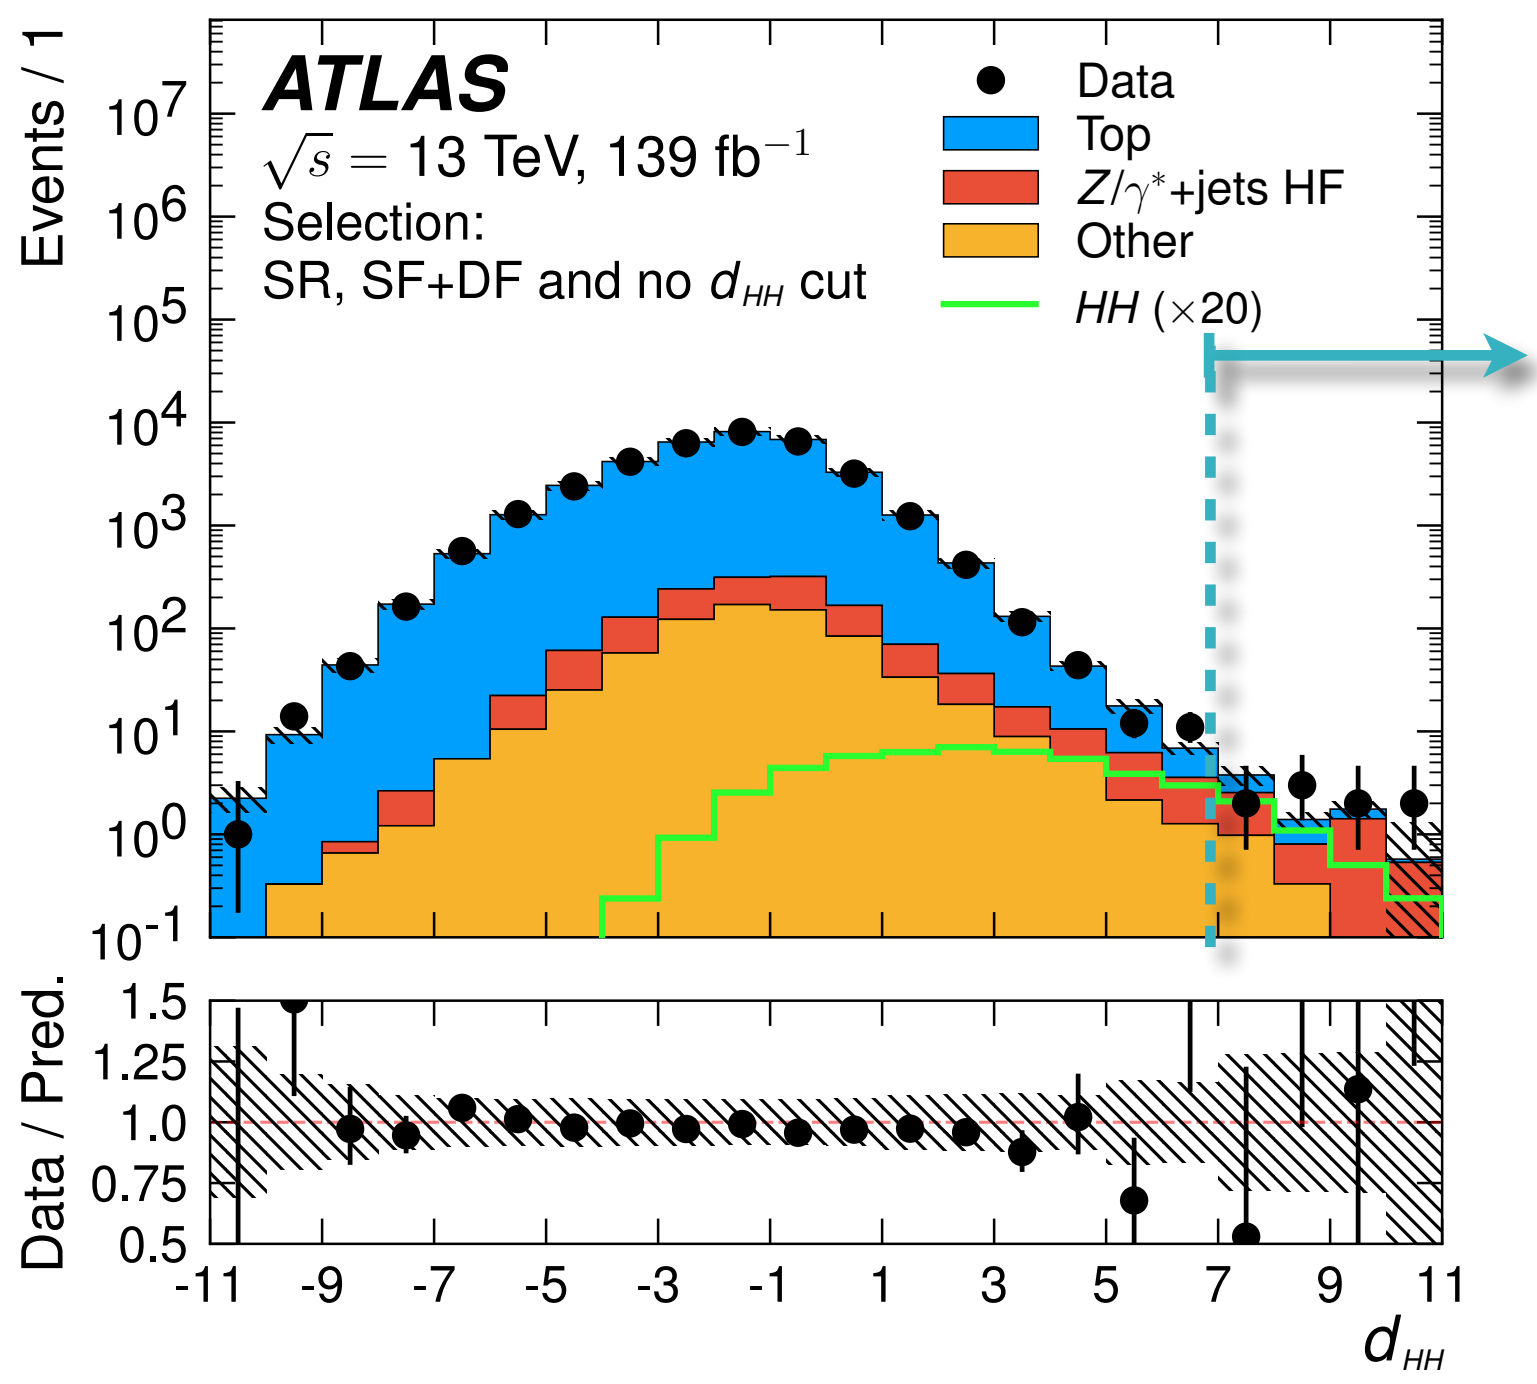 Events / 1
10⁷
10⁶
10⁵
10⁴
10³
10²
10¹
10⁰
10⁻¹
ATLAS
√s = 13 TeV, 139 fb⁻¹
Selection:
SR, SF+DF and no d_HH cut
Data
Top
Z/γ*+jets HF
Other
HH (×20)
Data / Pred.
1.5
1.25
1.0
0.75
0.5
-11 -9 -7 -5 -3 -1 1 3 5 7 9 11
d_HH